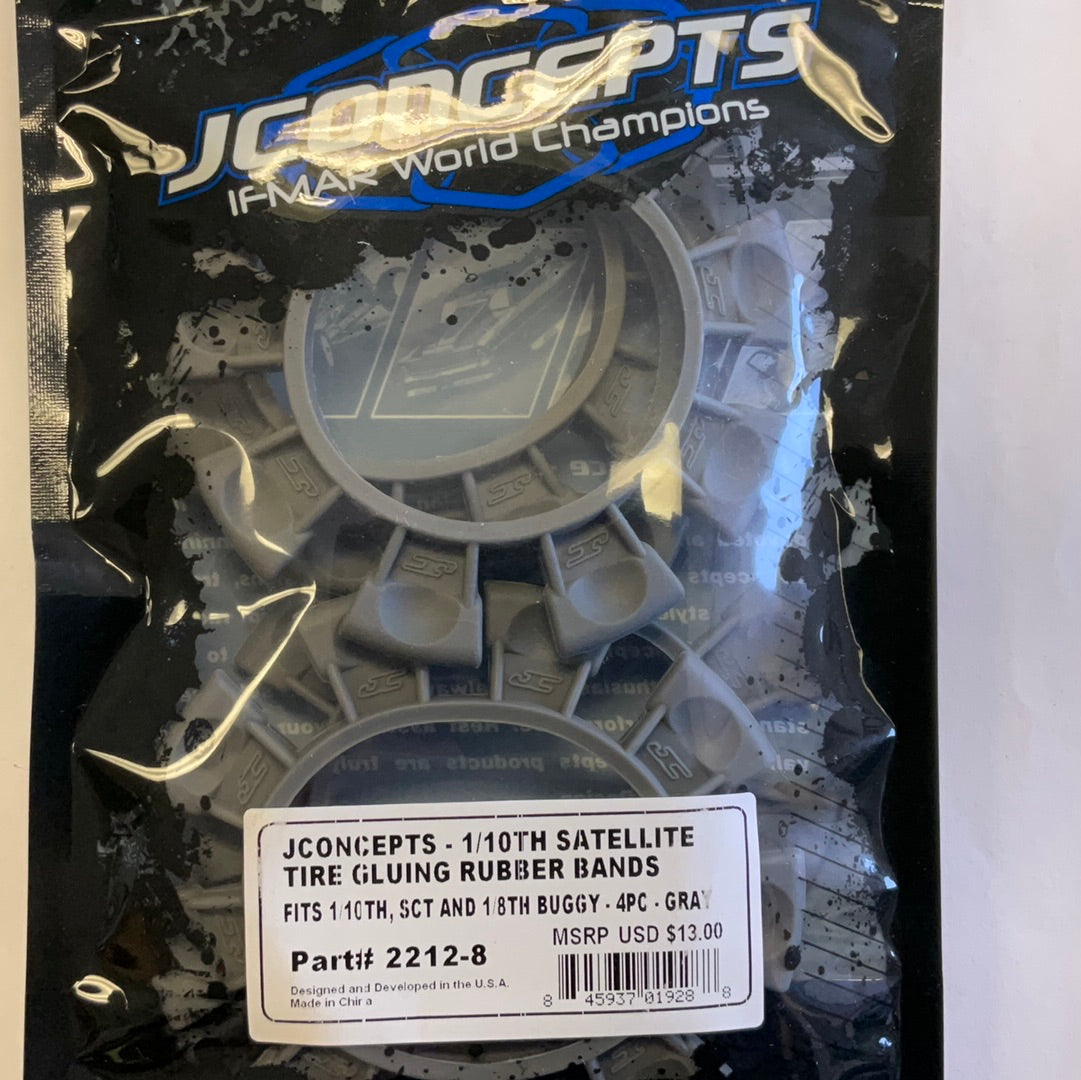 JCONCEPTS
IFMAR World Champions
JCONCEPTS - 1/10TH SATELLITE
TIRE GLUING RUBBER BANDS
FITS 1/10TH, SCT AND 1/8TH BUGGY - 4PC - GRAY
MSRP USD $13.00
Part# 2212-8
Designed and Developed in the U.S.A.
Made in China
8 45937 01928 8